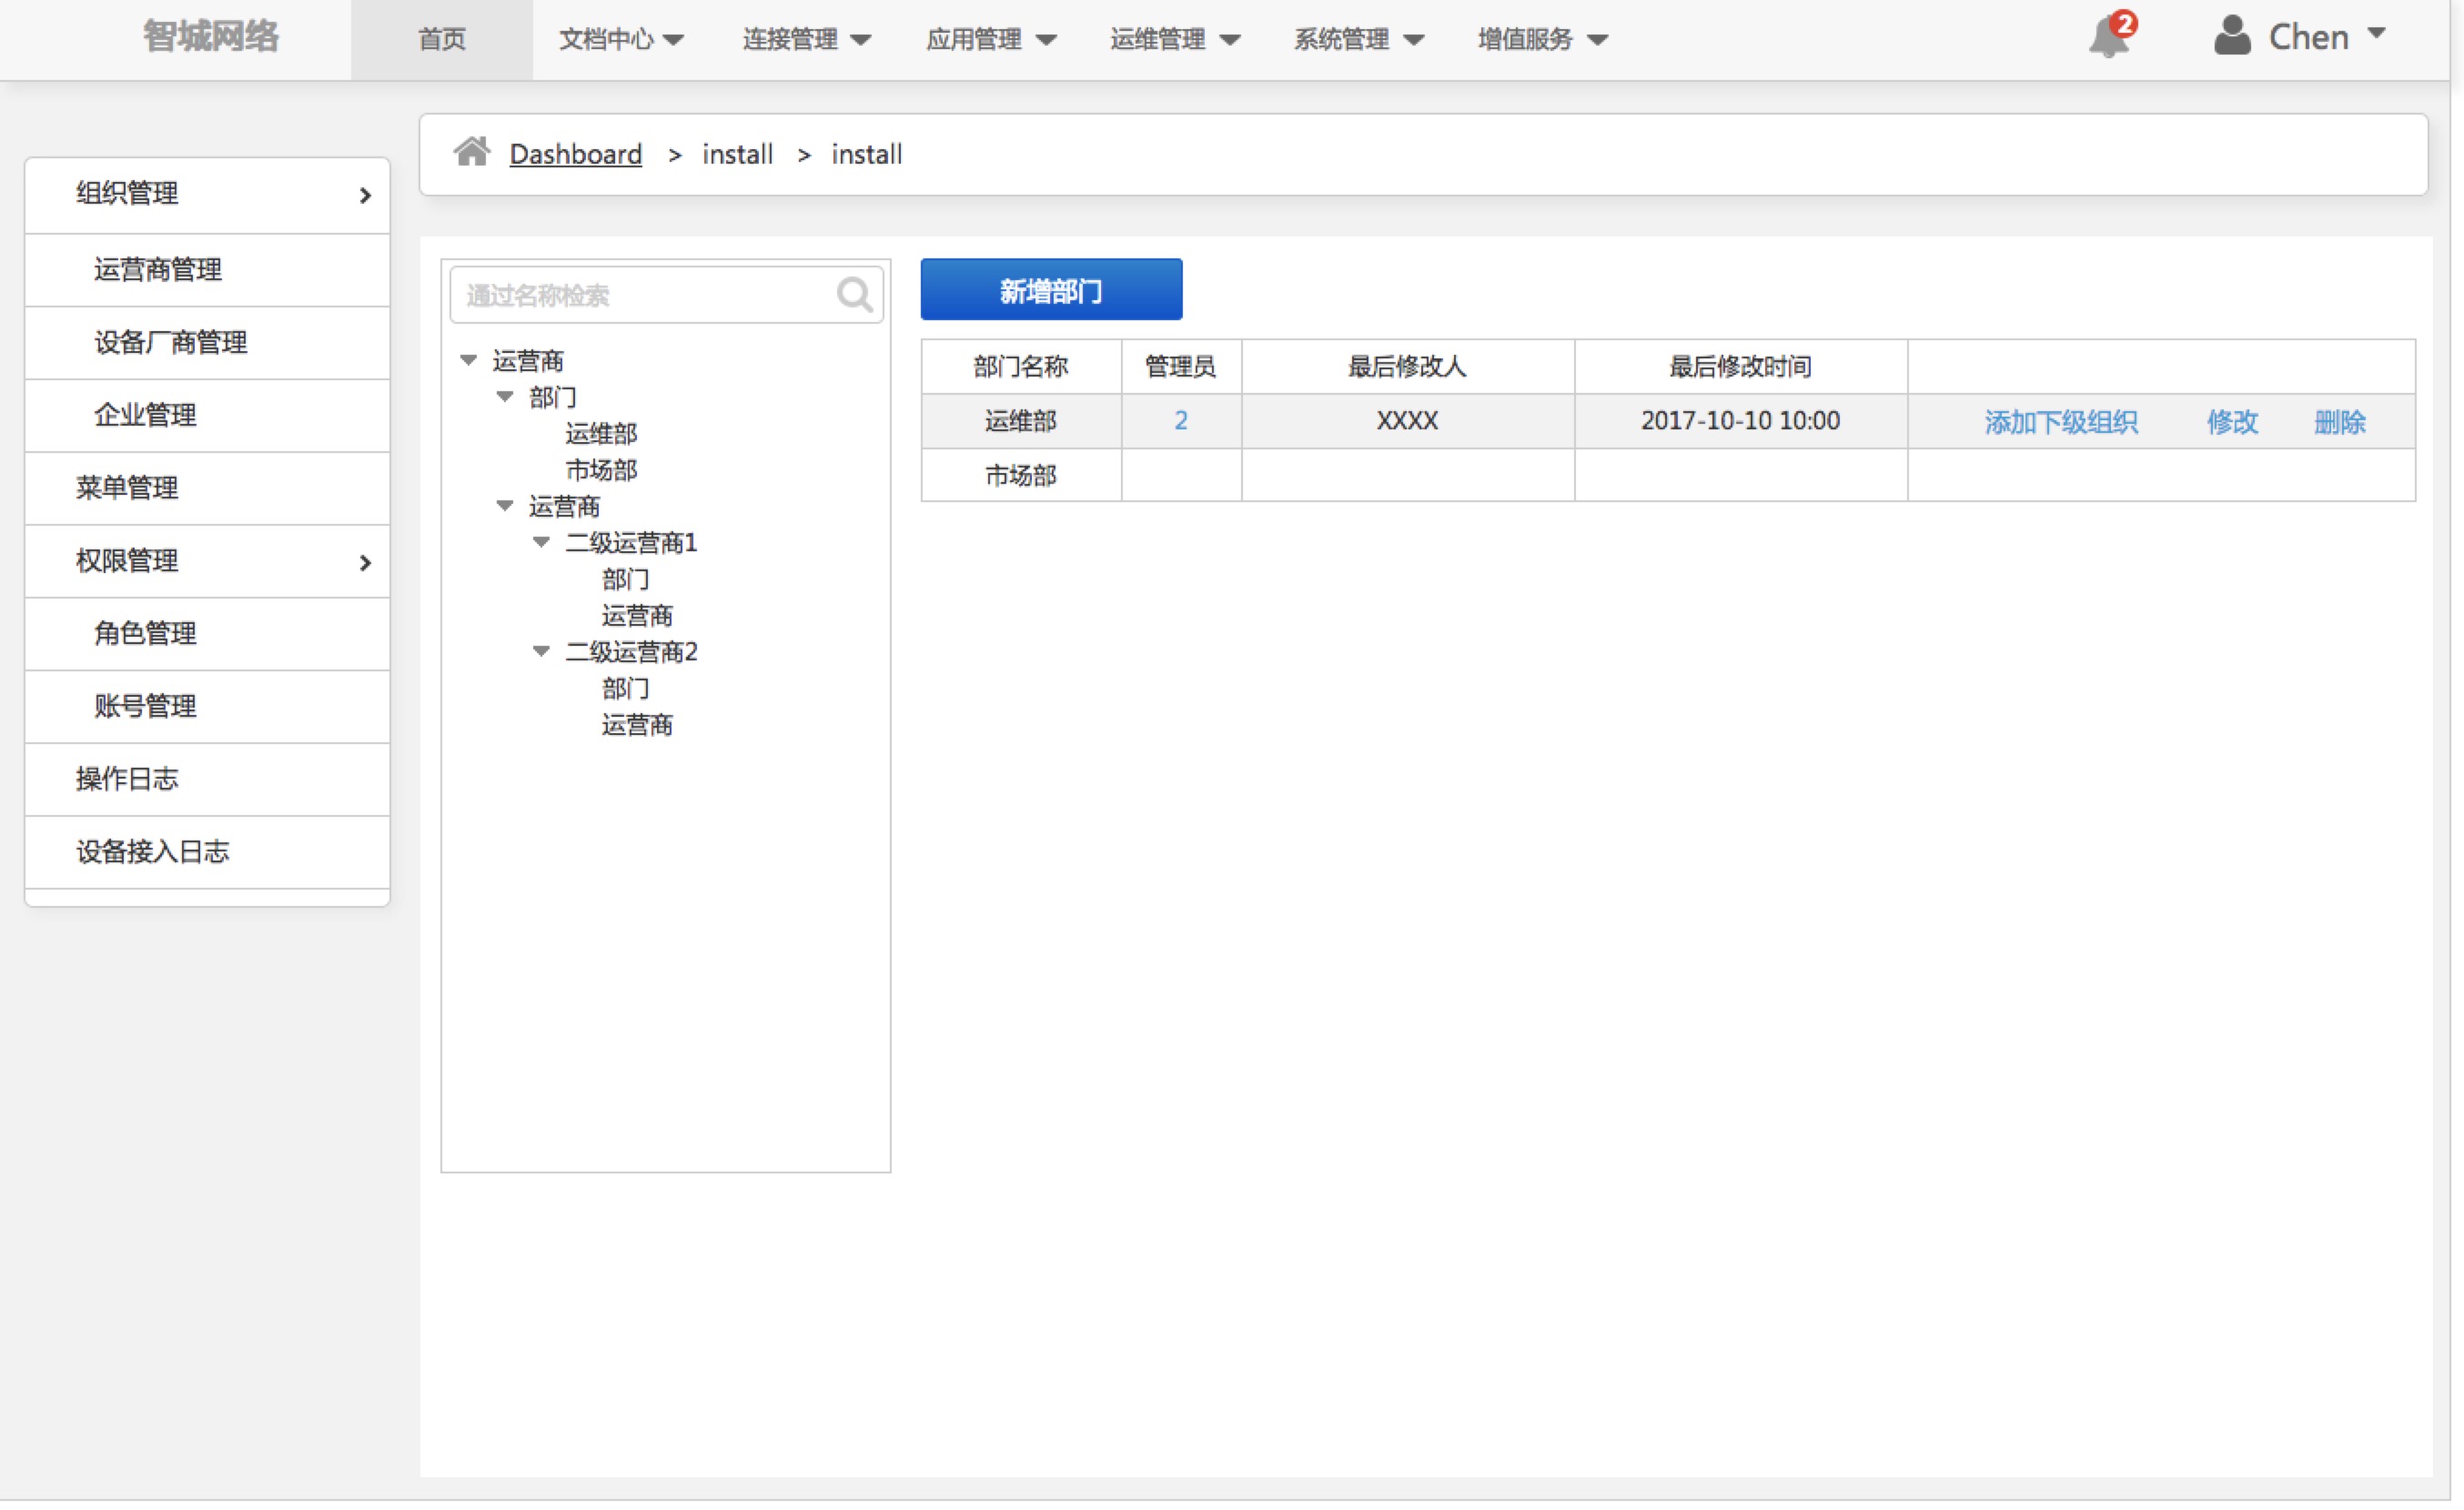 智城网络 首页 文档中心 连接管理 应用管理 运维管理 系统管理 增值服务 2 Chen
Dashboard > install > install
组织管理
运营商管理
设备厂商管理
企业管理
菜单管理
权限管理
角色管理
账号管理
操作日志
设备接入日志
通过名称检索
运营商
部门
运维部
市场部
运营商
二级运营商1
部门
运营商
二级运营商2
部门
运营商
新增部门
部门名称 管理员 最后修改人 最后修改时间
运维部 2 XXXX 2017-10-10 10:00 添加下级组织 修改 删除
市场部